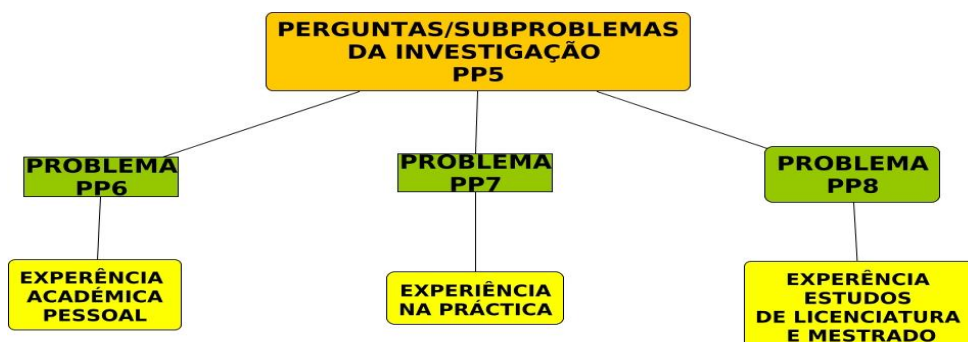 PERGUNTAS/SUBPROBLEMAS
DA INVESTIGAÇÃO
PP5
PROBLEMA
PP6
PROBLEMA
PP7
PROBLEMA
PP8
EXPERÊNCIA
ACADÉMICA
PESSOAL
EXPERIÊNCIA
NA PRÁCTICA
EXPERÊNCIA
ESTUDOS
DE LICENCIATURA
E MESTRADO